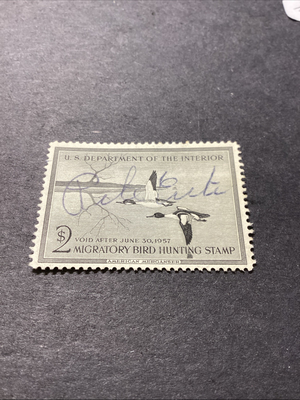 U.S. DEPARTMENT OF THE INTERIOR
$2
VOID AFTER JUNE 30, 1957
MIGRATORY BIRD HUNTING STAMP
AMERICAN MERGANSER